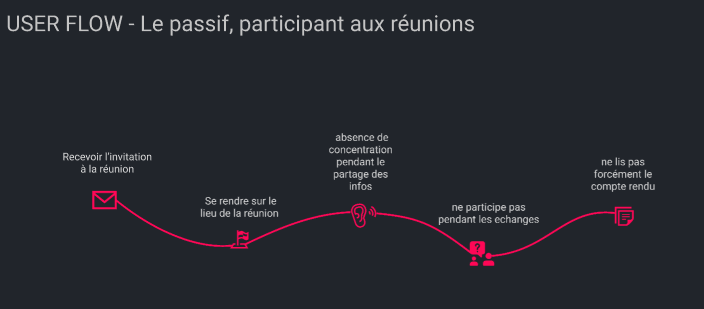 USER FLOW - Le passif, participant aux réunions
Recevoir l'invitation
à la réunion
Se rendre sur le
lieu de la réunion
absence de
concentration
pendant le
partage des
infos
ne participe pas
pendant les echanges
ne lis pas
forcément le
compte rendu